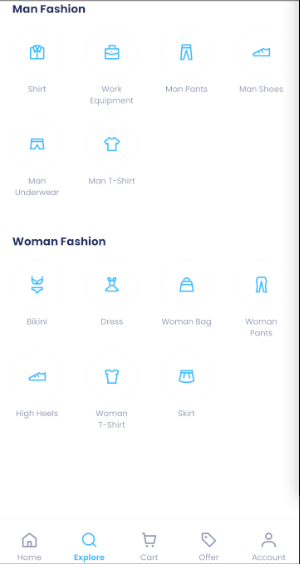 Man Fashion
Shirt
Work
Equipment
Man Pants
Man Shoes
Man
Underwear
Man T-Shirt
Woman Fashion
Bikini
Dress
Woman Bag
Woman
Pants
High Heels
Woman
T-Shirt
Skirt
Home
Explore
Cart
Offer
Account